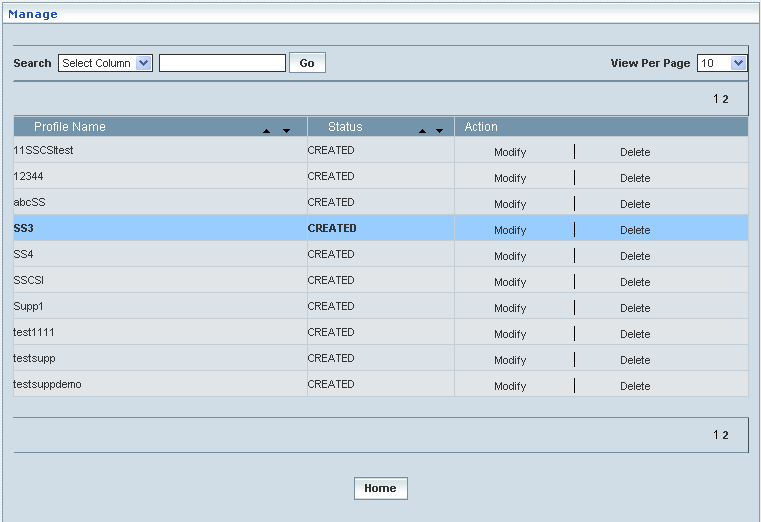 Manage
Search Select Column Go View Per Page 10
1 2
Profile Name Status Action
11SSCSItest CREATED Modify Delete
12344 CREATED Modify Delete
abcSS CREATED Modify Delete
SS3 CREATED Modify Delete
SS4 CREATED Modify Delete
SSCSI CREATED Modify Delete
Supp1 CREATED Modify Delete
test1111 CREATED Modify Delete
testsupp CREATED Modify Delete
testsuppdemo CREATED Modify Delete
1 2
Home